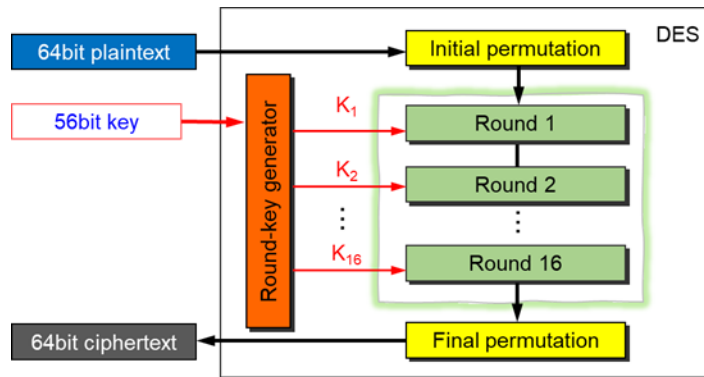 DES
64bit plaintext
Initial permutation
56bit key
Round-key generator
K1
Round 1
K2
Round 2
⋮
⋮
K16
Round 16
64bit ciphertext
Final permutation